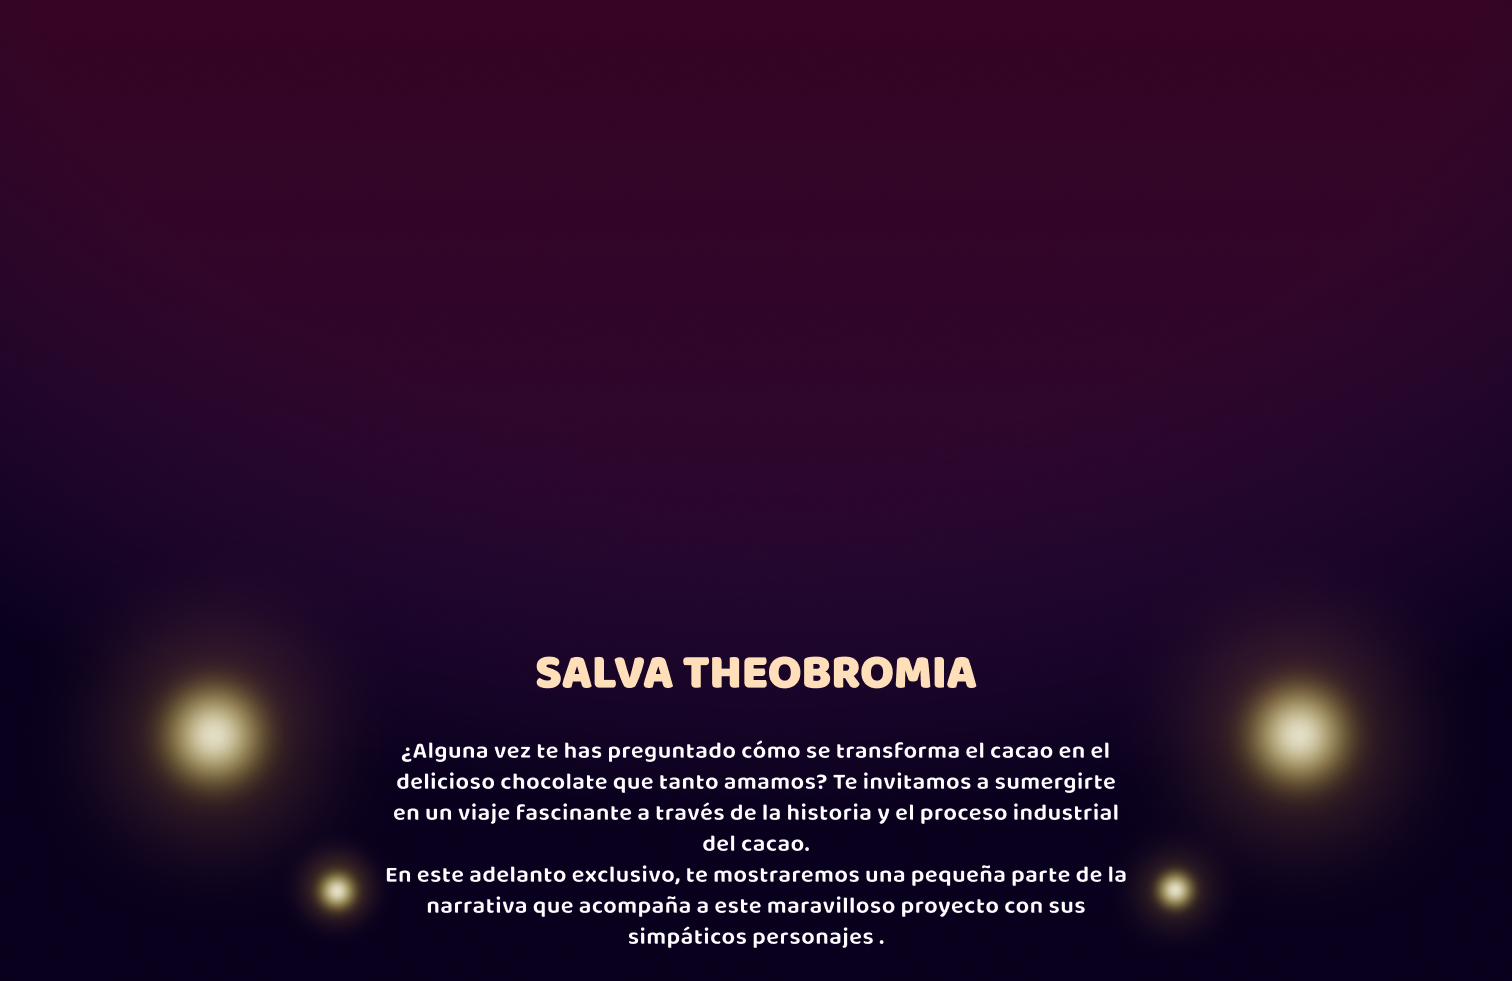 SALVA THEOBROMIA
¿Alguna vez te has preguntado cómo se transforma el cacao en el
delicioso chocolate que tanto amamos? Te invitamos a sumergirte
en un viaje fascinante a través de la historia y el proceso industrial
del cacao.
En este adelanto exclusivo, te mostraremos una pequeña parte de la
narrativa que acompaña a este maravilloso proyecto con sus
simpáticos personajes .